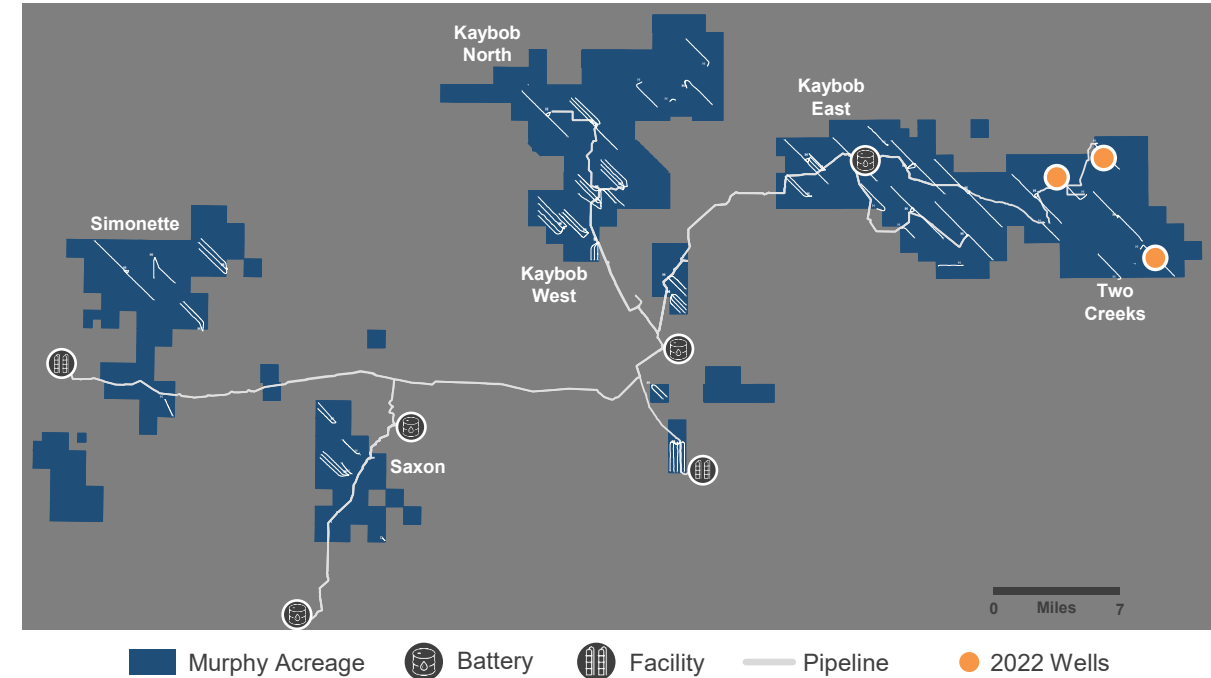 Kaybob
North
Kaybob
East
Simonette
Kaybob
West
Two
Creeks
Saxon
0 Miles 7
Murphy Acreage
Battery
Facility
Pipeline
2022 Wells